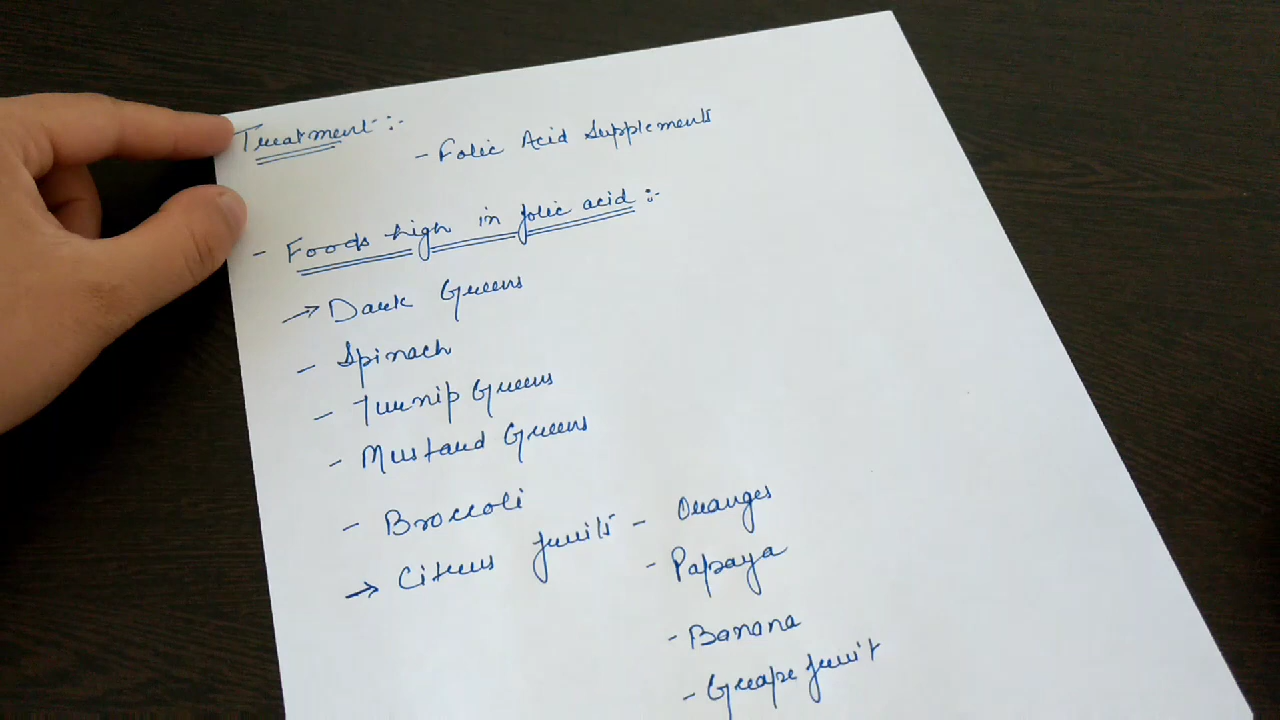 Treatment :-
- Folic Acid Supplements
- Foods high in folic acid :-
→ Dark Greens
- Spinach
- Turnip Greens
- Mustard Greens
- Broccoli
→ Citrus fruits - Oranges
- Papaya
- Banana
- Grape fruit